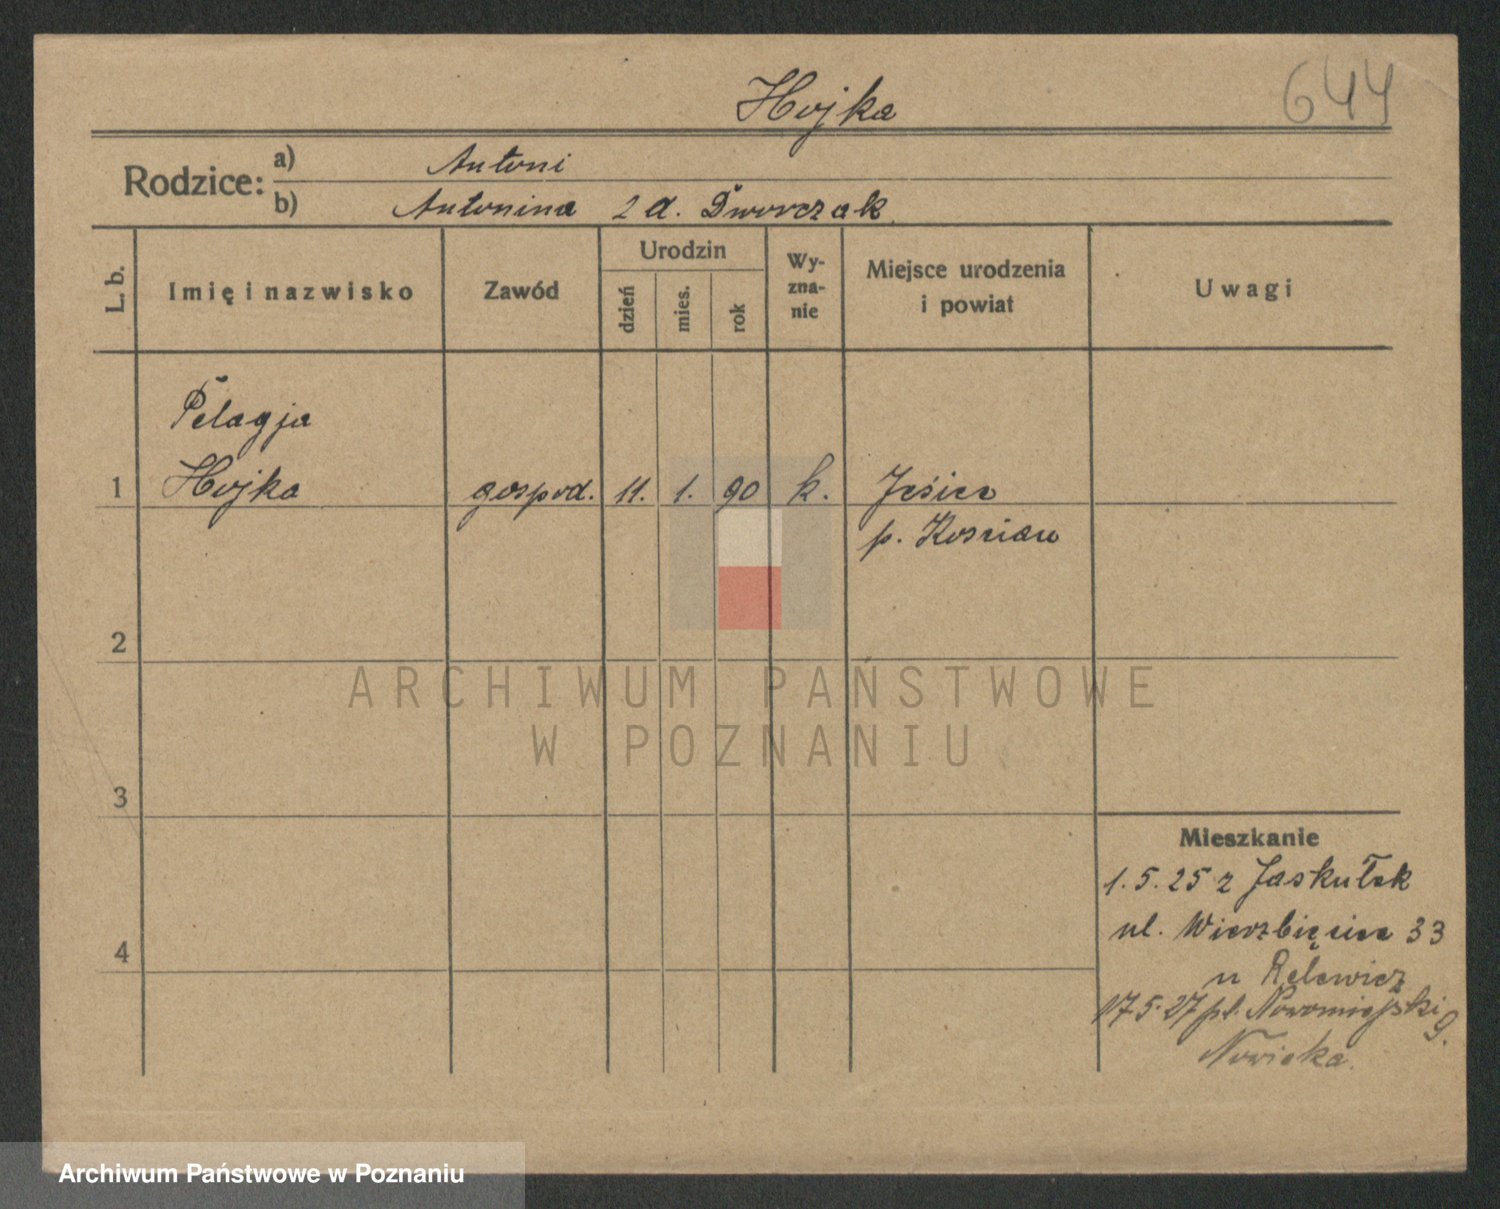 Hojka
644
Rodzice:
a) Antoni
b) Antonina z d. Dworczak
L. b.
Imię i nazwisko
Zawód
Urodzin
dzień
mies.
rok
Wy-
zna-
nie
Miejsce urodzenia
i powiat
Uwagi
Pelagja
1 Hojka gospod. 11. 1. 90 k.
p. Kościan
2
3
4
Mieszkanie
1.5.25 z Jaskułek
ul. Wierzbięcice 33
u
17 5. 27 pl. Nowomiejski 9.
Nowicka.
ARCHIWUM PAŃSTWOWE
W POZNANIU
Archiwum Państwowe w Poznaniu